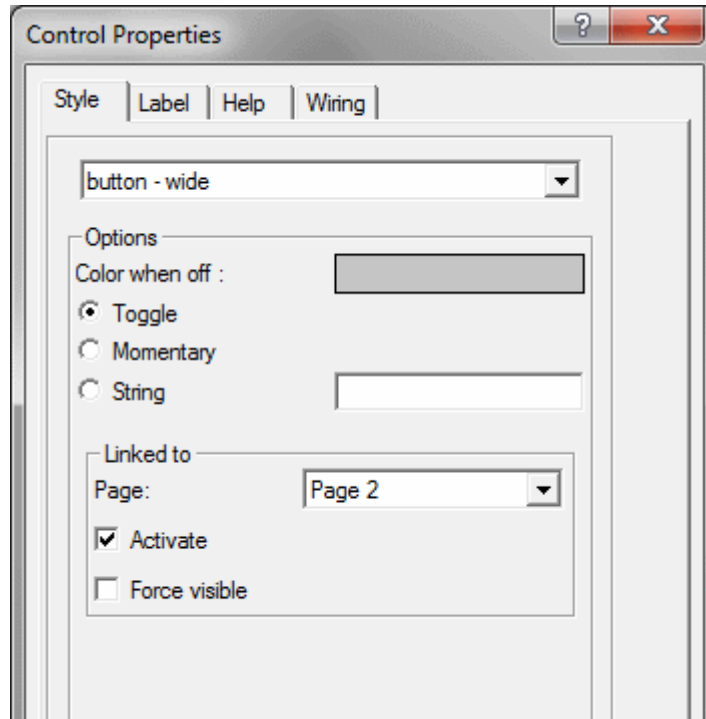 Control Properties
Style Label Help Wiring
button - wide
Options
Color when off :
Toggle
Momentary
String
Linked to
Page: Page 2
Activate
Force visible